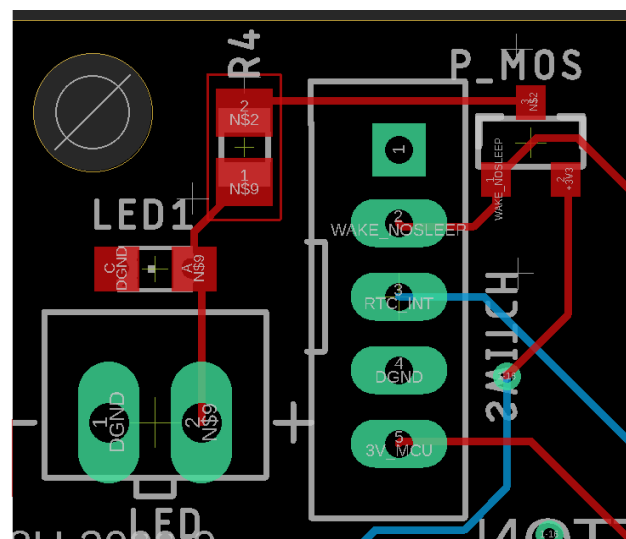 R4
P_MOS
2
N$2
3
N$2
1
N$9
1
WAKE_NOSLEEP
2
+3V3
1
LED1
2
WAKE_NOSLEEP
C
DGND
A
N$9
3
RTC_INT
SWITCH
4
DGND
1
DGND
2
N$9
5
3V_MCU
LED